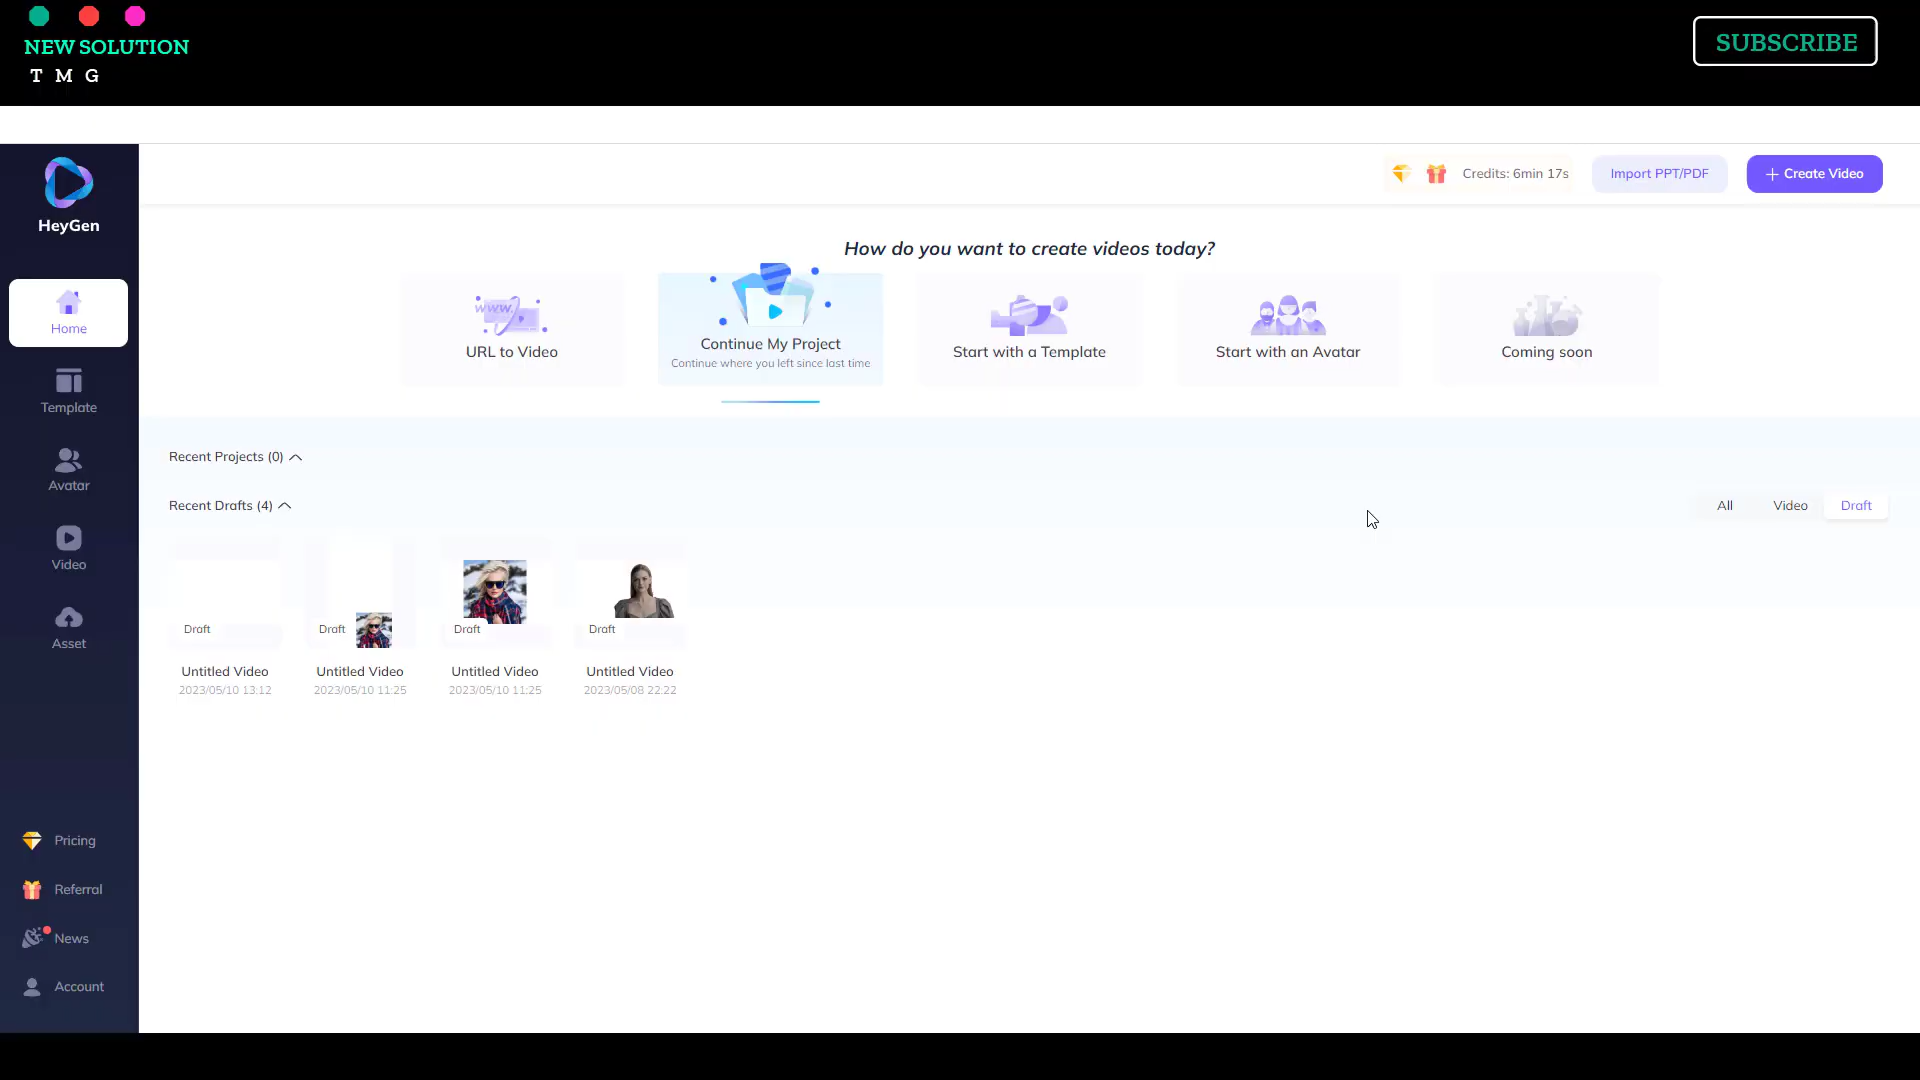 NEW SOLUTION
T M G
SUBSCRIBE
HeyGen
Credits: 6min 17s
Import PPT/PDF
+ Create Video
How do you want to create videos today?
www.
URL to Video
Continue My Project
Continue where you left since last time
Start with a Template
Start with an Avatar
Coming soon
Home
Template
Avatar
Video
Asset
Pricing
Referral
News
Account
Recent Projects (0)
Recent Drafts (4)
All
Video
Draft
Draft
Draft
Draft
Draft
Untitled Video
2023/05/10 13:12
Untitled Video
2023/05/10 11:25
Untitled Video
2023/05/10 11:25
Untitled Video
2023/05/08 22:22